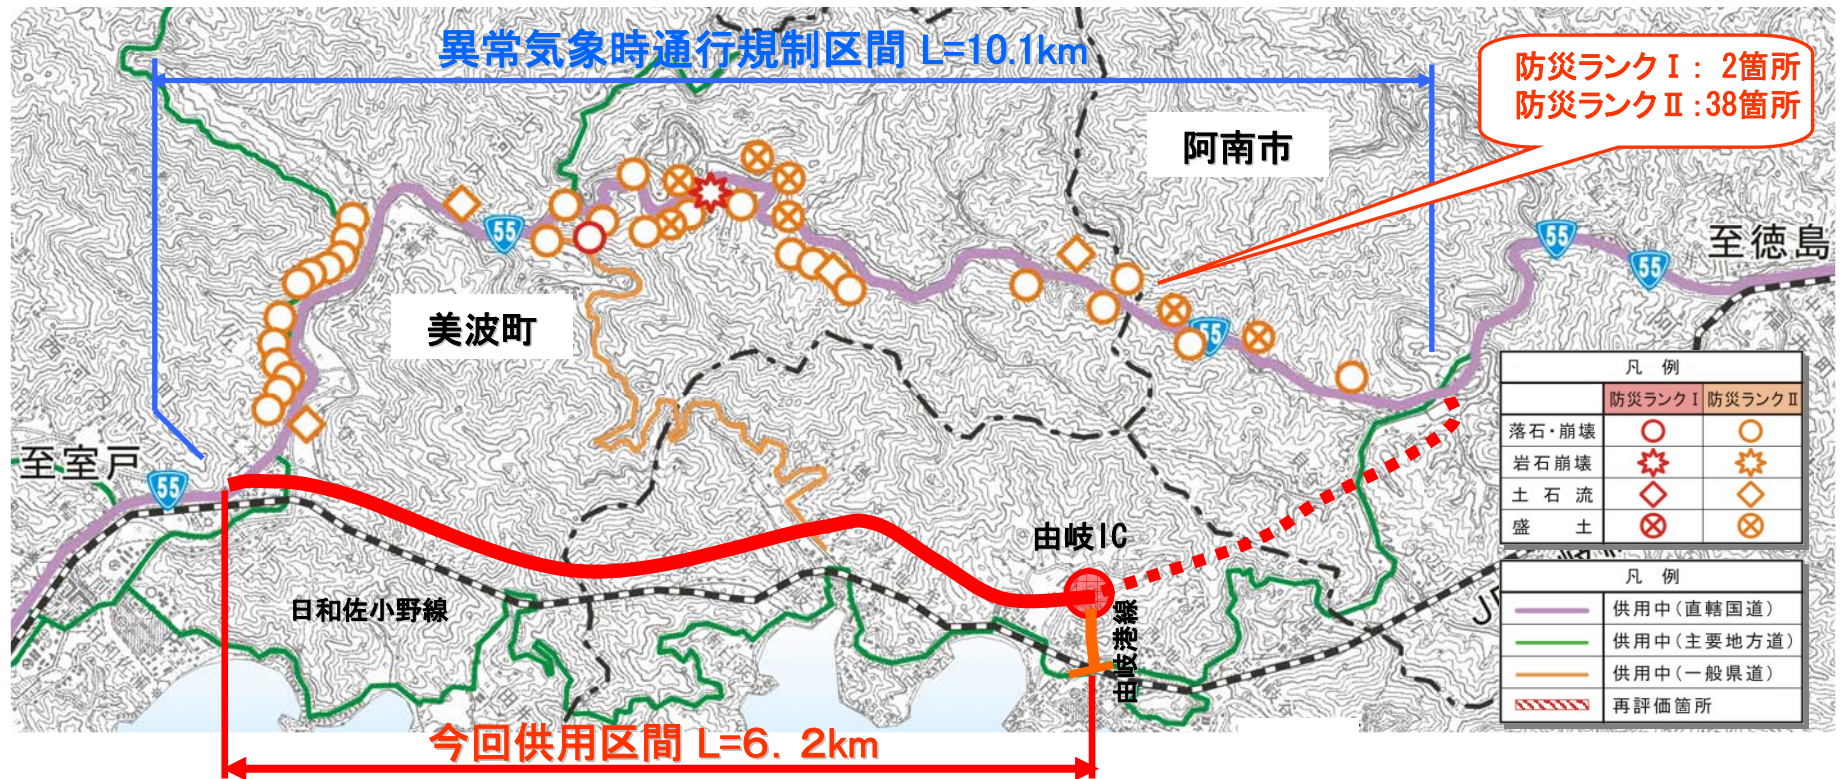 異常気象時通行規制区間 L=10.1km
防災ランクⅠ： 2箇所
防災ランクⅡ：38箇所
阿南市
至徳島
55
55
55
55
美波町
至室戸
55
由岐IC
日和佐小野線
由岐港線
今回供用区間 L=6．2km
凡 例
防災ランクⅠ 防災ランクⅡ
落石・崩壊
岩石崩壊
土 石 流
盛 土
凡 例
供用中（直轄国道）
供用中（主要地方道）
供用中（一般県道）
再評価箇所